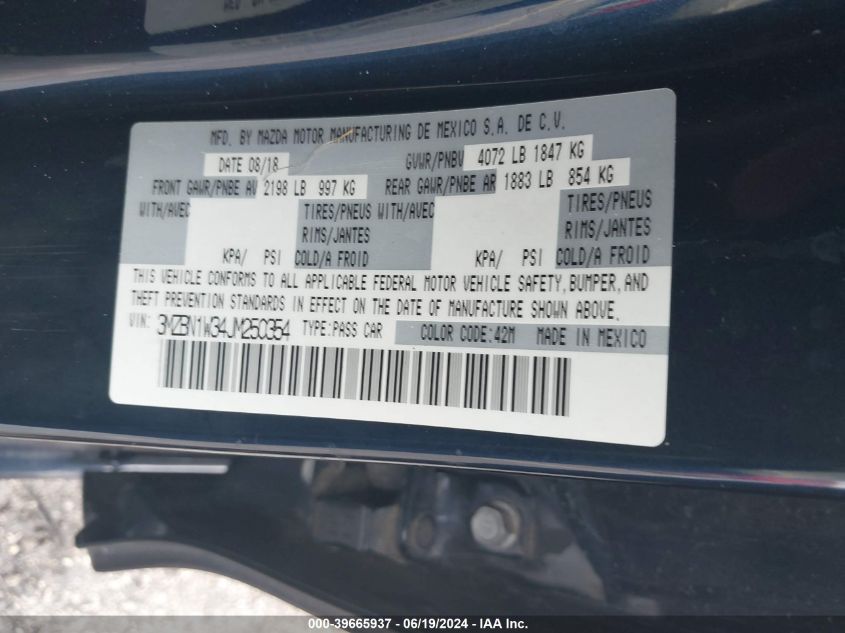 MFD. BY MAZDA MOTOR MANUFACTURING DE MEXICO S.A. DE C.V.
DATE 08/18 GVWR/PNBV 4072 LB 1847 KG
FRONT GAWR/PNBE AV 2198 LB 997 KG REAR GAWR/PNBE AR 1883 LB 854 KG
WITH/AVEC TIRES/PNEUS WITH/AVEC TIRES/PNEUS
RIMS/JANTES RIMS/JANTES
KPA/ PSI COLD/A FROID KPA/ PSI COLD/A FROID
THIS VEHICLE CONFORMS TO ALL APPLICABLE FEDERAL MOTOR VEHICLE SAFETY, BUMPER, AND
THEFT PREVENTION STANDARDS IN EFFECT ON THE DATE OF MANUFACTURE SHOWN ABOVE.
VIN: 3MZBN1W34JM250354 TYPE:PASS CAR COLOR CODE:42M MADE IN MEXICO
000-39665937 - 06/19/2024 - IAA Inc.